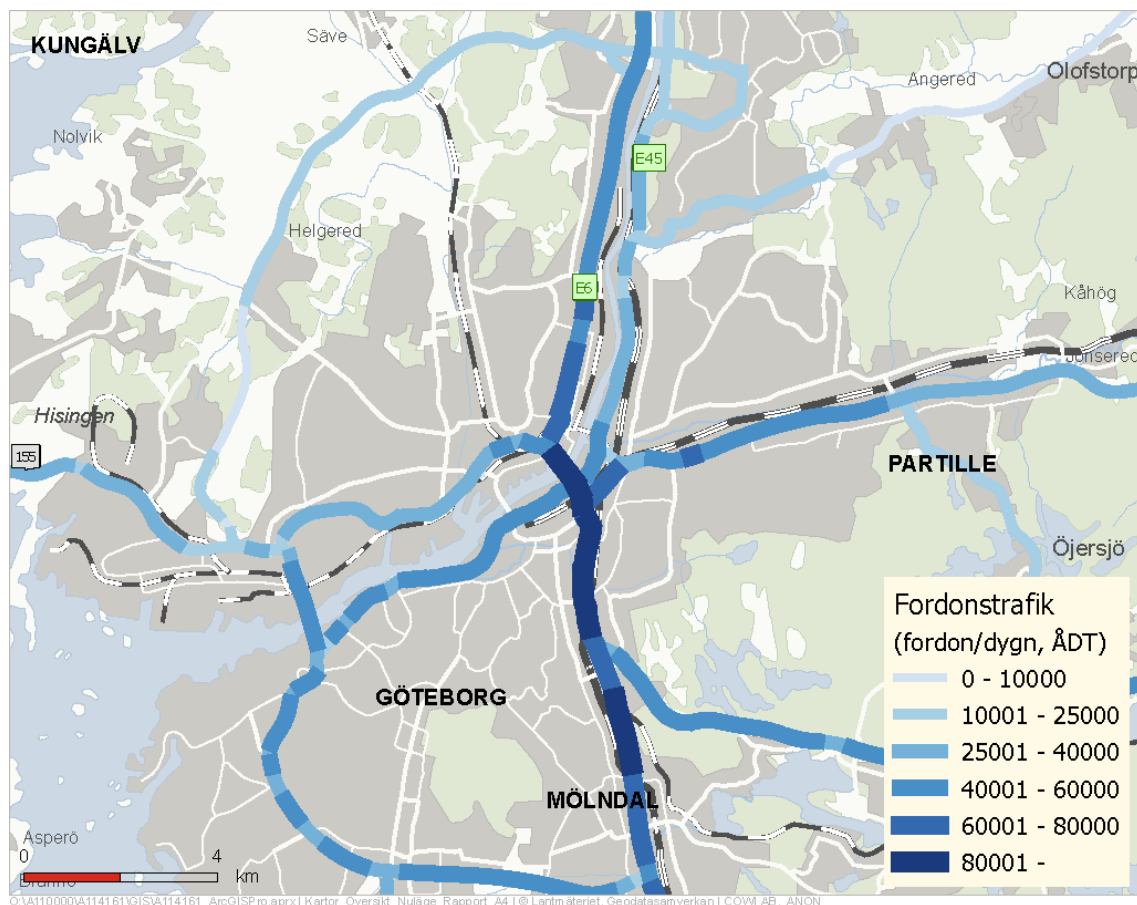 KUNGÄLV
Säve
Olofstorp
Angered
Nolvik
E45
Helgered
E6
Kåhög
Jonsered
Hisingen
155
PARTILLE
Öjersjö
GÖTEBORG
MÖLNDAL
Asperö
0 4
km
Fordonstrafik
(fordon/dygn, ÅDT)
0 - 10000
10001 - 25000
25001 - 40000
40001 - 60000
60001 - 80000
80001 -